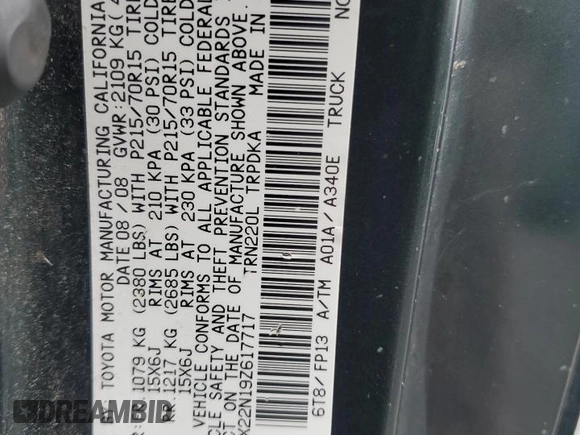 TOYOTA MOTOR MANUFACTURING CALIFORNIA
DATE 08/08 GVWR:2109 KG(
1079 KG (2380 LBS) WITH P215/70R15 TIRE
15X6J RIMS AT 210 KPA (30 PSI) COLD
RR:1217 KG (2685 LBS) WITH P215/70R15 TIRE
15X6J RIMS AT 230 KPA (33 PSI) COLD
VEHICLE CONFORMS TO ALL APPLICABLE FEDERAL
SAFETY AND THEFT PREVENTION STANDARDS
ON THE DATE OF MANUFACTURE SHOWN ABOVE.
X22N19Z617717 TRN220L TRPDKA MADE IN
6T8/FP13 A/TM A01A/A340E TRUCK NO
AUTOBIDCAR